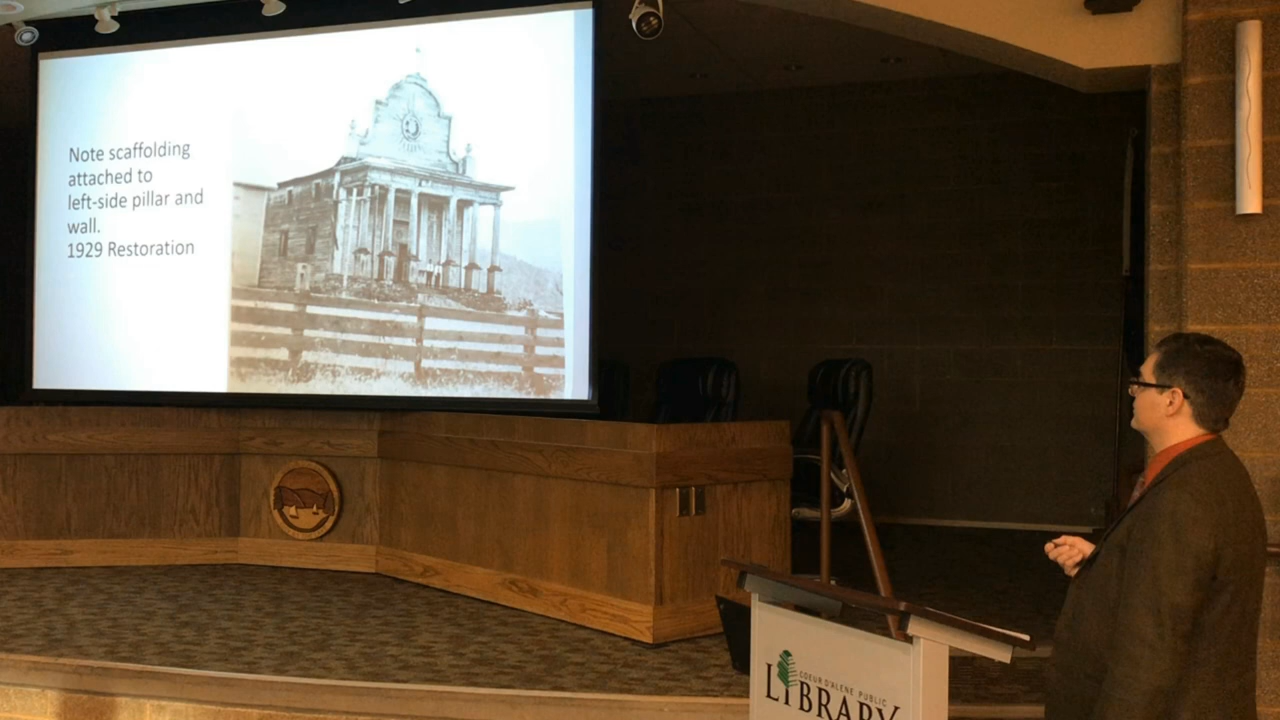 Note scaffolding
attached to
left-side pillar and
wall.
1929 Restoration
COEUR D'ALENE PUBLIC
LIBRARY